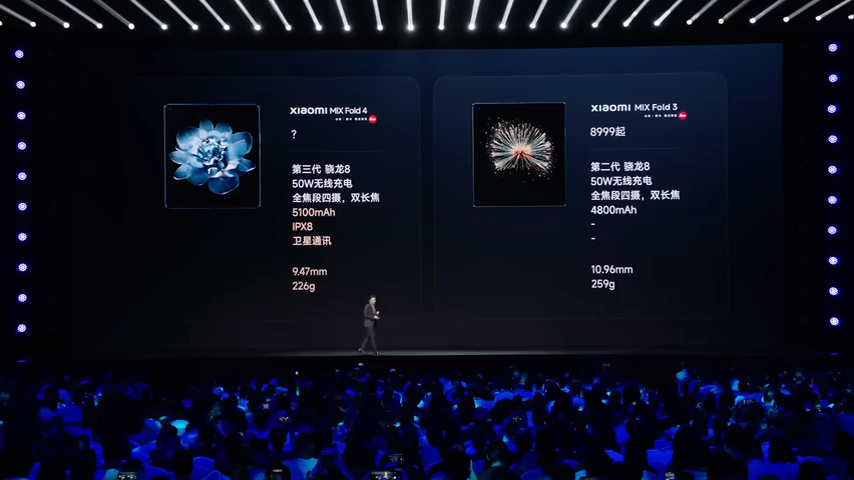 xiaomi MIX Fold 4
?
第三代 骁龙8
50W无线充电
全焦段四摄，双长焦
5100mAh
IPX8
卫星通讯
9.47mm
226g
xiaomi MIX Fold 3
8999起
第二代 骁龙8
50W无线充电
全焦段四摄，双长焦
4800mAh
-
-
10.96mm
259g